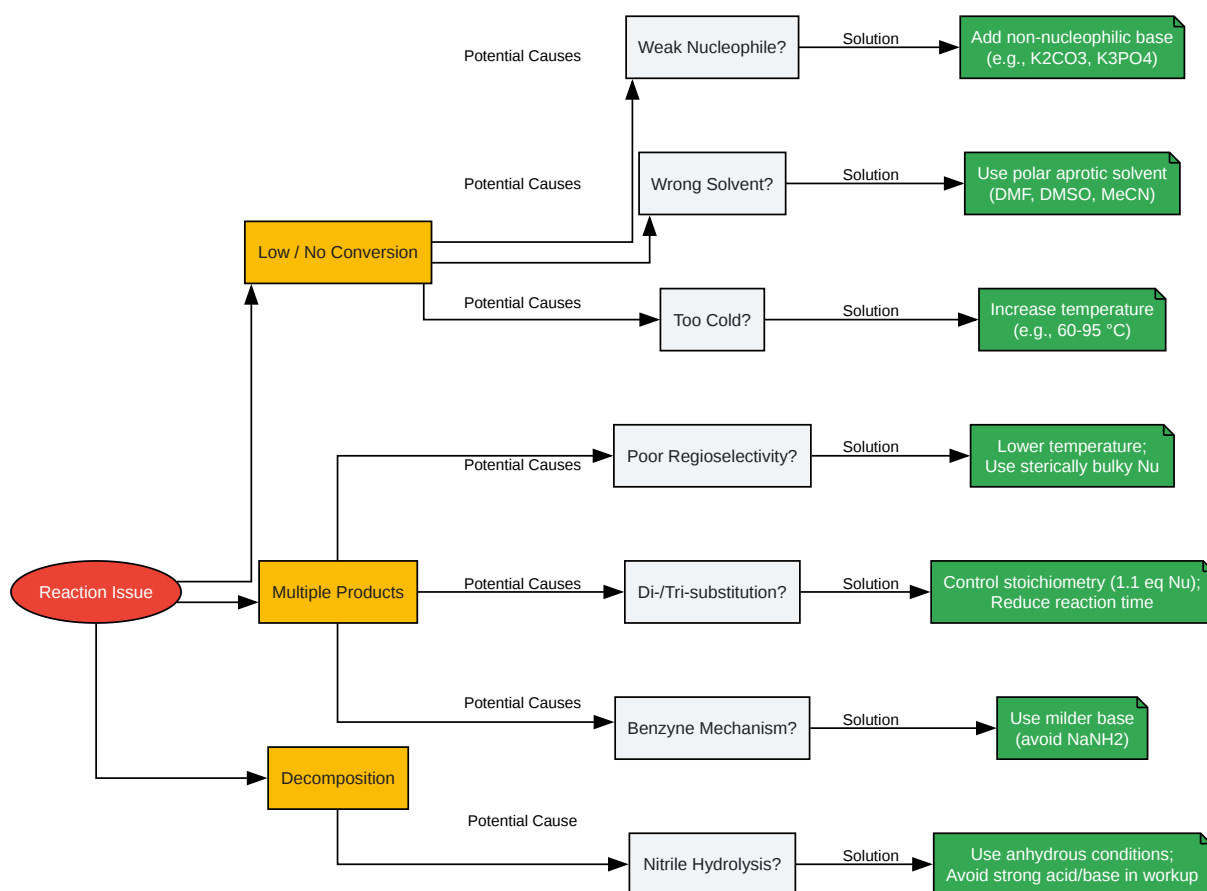 Potential Causes
Weak Nucleophile?
Solution
Add non-nucleophilic base
(e.g., K2CO3, K3PO4)
Potential Causes
Wrong Solvent?
Solution
Use polar aprotic solvent
(DMF, DMSO, MeCN)
Low / No Conversion
Potential Causes
Too Cold?
Solution
Increase temperature
(e.g., 60-95 °C)
Potential Causes
Poor Regioselectivity?
Solution
Lower temperature;
Use sterically bulky Nu
Reaction Issue
Multiple Products
Potential Causes
Di-/Tri-substitution?
Solution
Control stoichiometry (1.1 eq Nu);
Reduce reaction time
Potential Causes
Benzyne Mechanism?
Solution
Use milder base
(avoid NaNH2)
Decomposition
Potential Cause
Nitrile Hydrolysis?
Solution
Use anhydrous conditions;
Avoid strong acid/base in workup